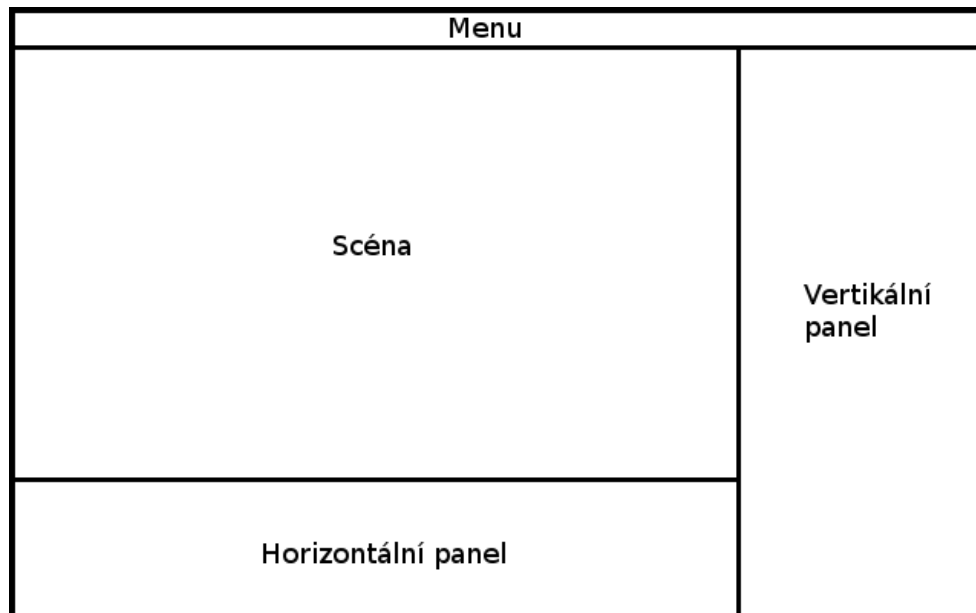 Menu
Scéna
Vertikální
panel
Horizontální panel